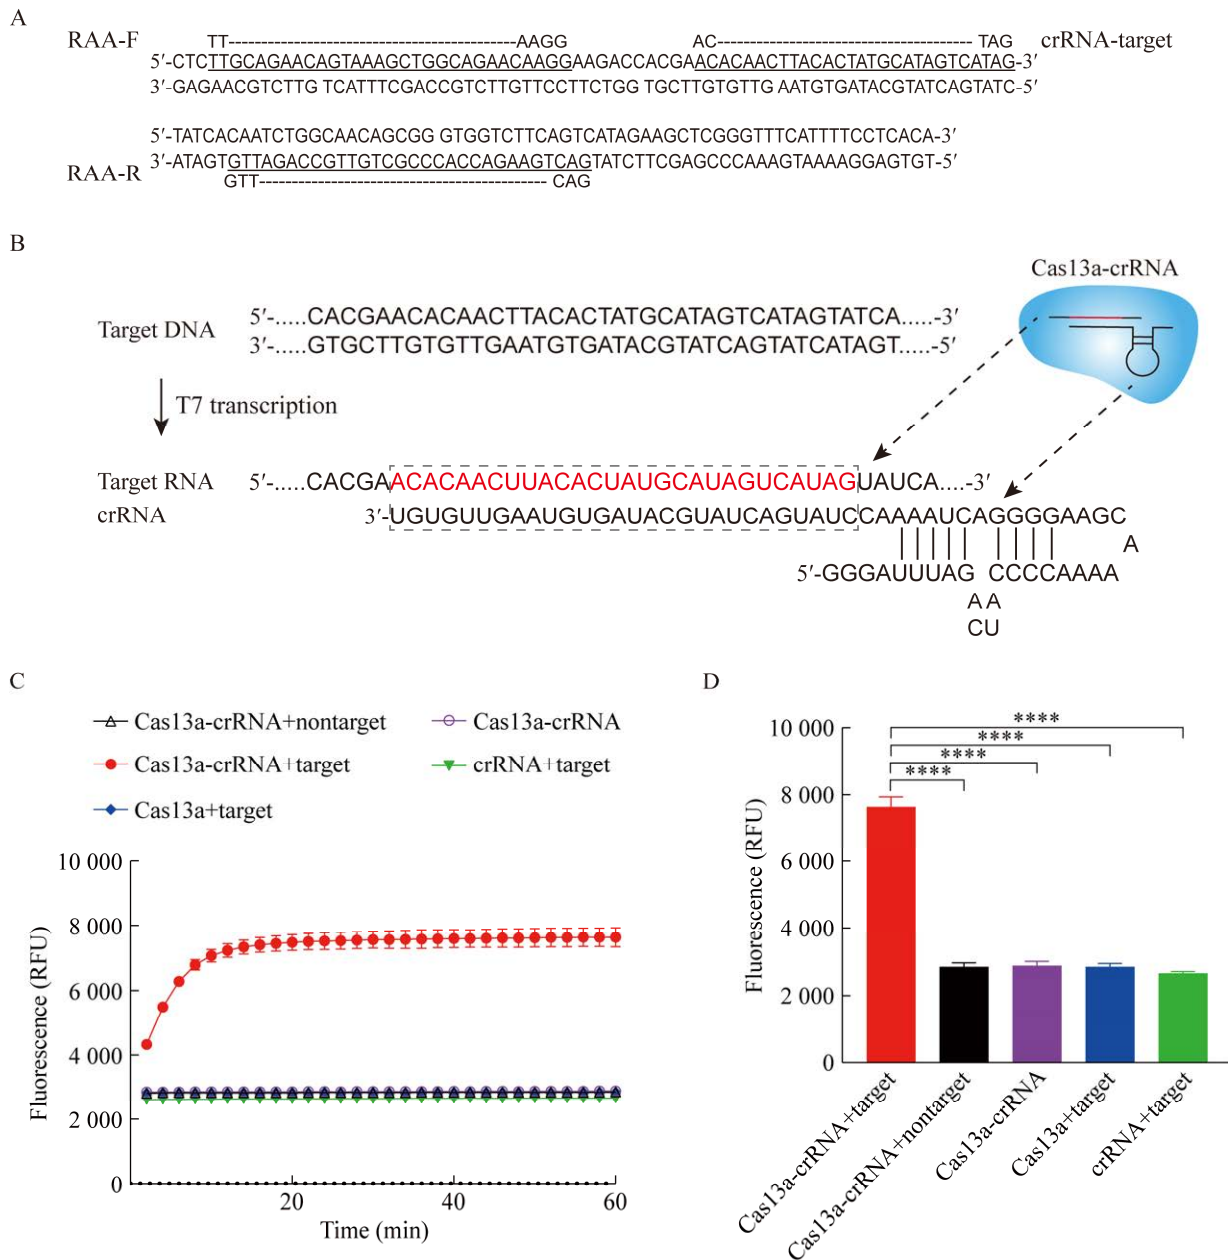 A
TT-------------------------------------------AAGG
AC-------------------------------------- TAG
RAA-F
crRNA-target
5′-CTCTTGCAGAACAGTAAAGCTGGCAGAACAAGGAAGACCACGAACACAACTTACACTATGCATAGTCATAG-3′
3′-GAGAACGTCTTG TCATTTCGACCGTCTTGTTCCTTCTGG TGCTTGTGTTG AATGTGATACGTATCAGTATC-5′
5′-TATCACAATCTGGCAACAGCGG GTGGTCTTCAGTCATAGAAGCTCGGGTTTCATTTTCCTCACA-3′
3′-ATAGTGTTAGACCGTTGTCGCCCACCAGAAGTCAGTATCTTCGAGCCCAAAGTAAAAGGAGTGT-5′
RAA-R
GTT------------------------------------------- CAG
B
Cas13a-crRNA
Target DNA
5′-.....CACGAACACAACTTACACTATGCATAGTCATAGTATCA.....-3′
3′-.....GTGCTTGTGTTGAATGTGATACGTATCAGTATCATAGT.....-5′
T7 transcription
Target RNA
5′-.....CACGAACACAACUUACACUAUGCAUAGUCAUAGUAUCA....-3′
crRNA
3′-UGUGUUGAAUGUGAUACGUAUCAGUAUCCAAAAUCAGGGGAAGC
A
5′-GGGAUUUAG CCCCAAAA
A A
CU
C
Cas13a-crRNA+nontarget
Cas13a-crRNA
Cas13a-crRNA+target
crRNA+target
Cas13a+target
Fluorescence (RFU)
10 000
8 000
6 000
4 000
2 000
0
20
40
60
Time (min)
D
Fluorescence (RFU)
10 000
8 000
6 000
4 000
2 000
0
****
****
****
****
Cas13a-crRNA+target
Cas13a-crRNA+nontarget
Cas13a-crRNA
Cas13a+target
crRNA+target